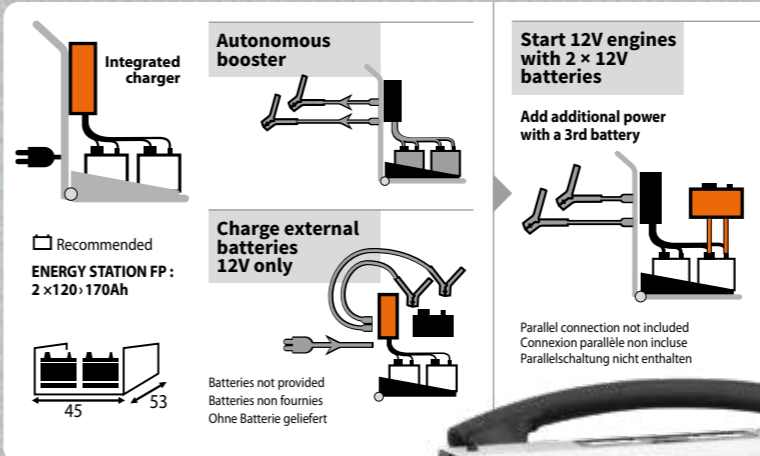 Integrated
charger
Recommended
ENERGY STATION FP :
2 ×120›170Ah
45
53
Autonomous
booster
Charge external
batteries
12V only
Batteries not provided
Batteries non fournies
Ohne Batterie geliefert
Start 12V engines
with 2 × 12V
batteries
Add additional power
with a 3rd battery
Parallel connection not included
Connexion parallèle non incluse
Parallelschaltung nicht enthalten